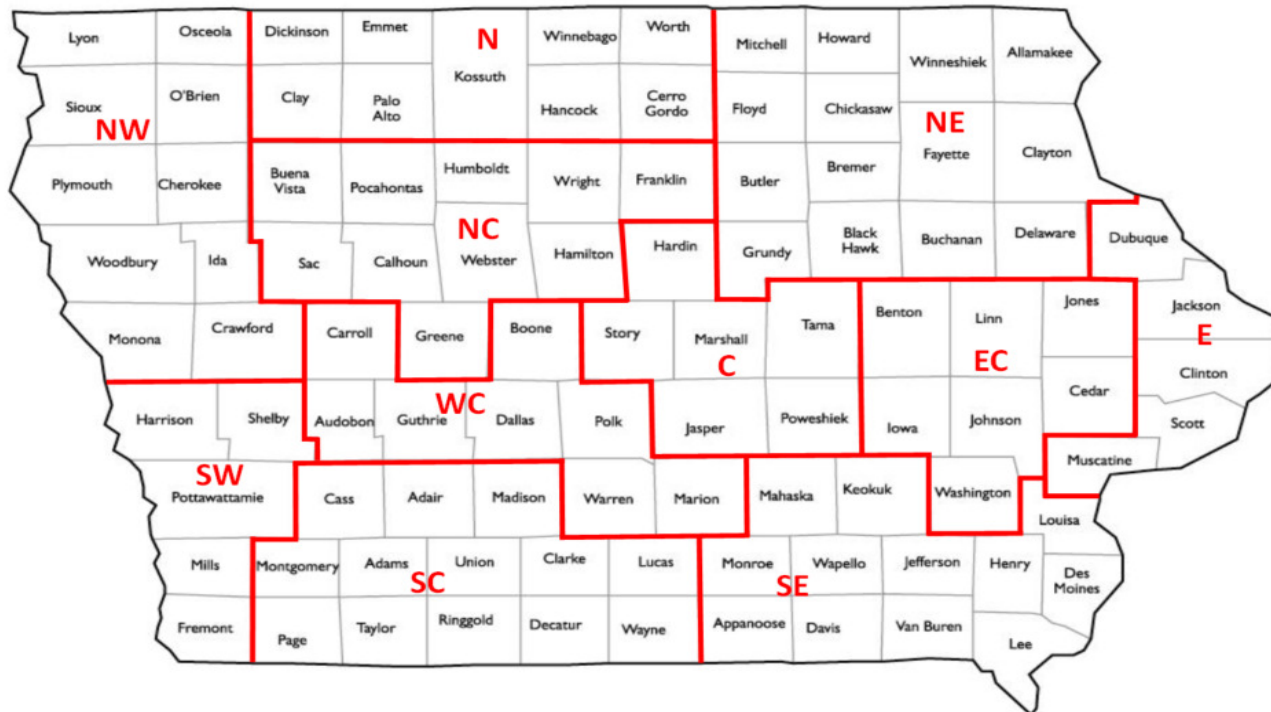 Lyon
Osceola
Dickinson
Emmet
N
Winnebago
Worth
Mitchell
Howard
Winneshiek
Allamakee
Kossuth
Sioux
O'Brien
Clay
Palo
Alto
Hancock
Cerro
Gordo
Floyd
Chickasaw
NW
NE
Fayette
Clayton
Plymouth
Cherokee
Buena
Vista
Pocahontas
Humboldt
Wright
Franklin
Butler
Bremer
NC
Woodbury
Ida
Sac
Calhoun
Webster
Hamilton
Hardin
Grundy
Black
Hawk
Buchanan
Delaware
Dubuque
Monona
Crawford
Carroll
Greene
Boone
Story
Marshall
Tama
Benton
Linn
Jones
Jackson
C
EC
E
Clinton
Harrison
Shelby
Audobon
Guthrie
WC
Dallas
Polk
Jasper
Poweshiek
Iowa
Johnson
Cedar
Scott
SW
Pottawattamie
Cass
Adair
Madison
Warren
Marion
Mahaska
Keokuk
Washington
Muscatine
Louisa
Mills
Montgomery
Adams
Union
Clarke
Lucas
Monroe
Wapello
Jefferson
Henry
Des
Moines
SC
SE
Fremont
Page
Taylor
Ringgold
Decatur
Wayne
Appanoose
Davis
Van Buren
Lee